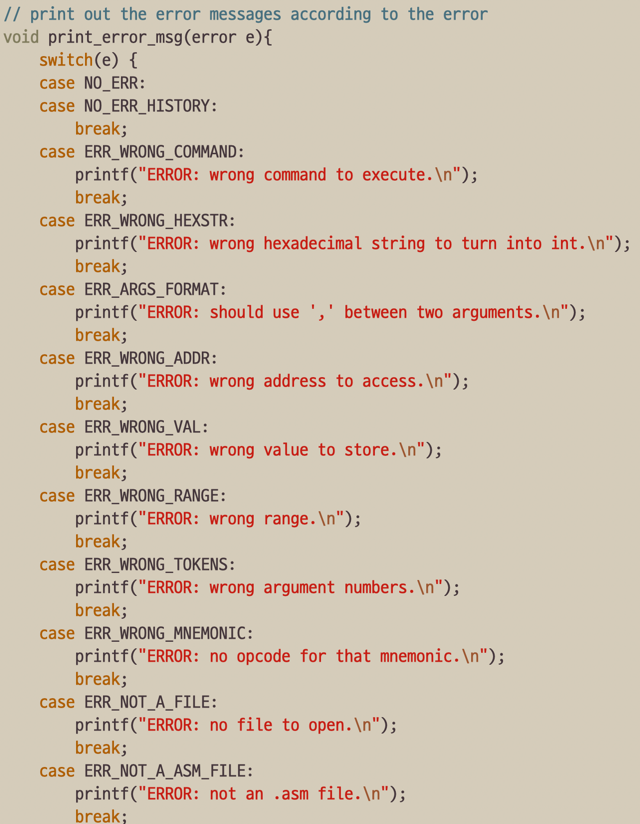 // print out the error messages according to the error
void print_error_msg(error e){
    switch(e) {
    case NO_ERR:
    case NO_ERR_HISTORY:
        break;
    case ERR_WRONG_COMMAND:
        printf("ERROR: wrong command to execute.\n");
        break;
    case ERR_WRONG_HEXSTR:
        printf("ERROR: wrong hexadecimal string to turn into int.\n");
        break;
    case ERR_ARGS_FORMAT:
        printf("ERROR: should use ',' between two arguments.\n");
        break;
    case ERR_WRONG_ADDR:
        printf("ERROR: wrong address to access.\n");
        break;
    case ERR_WRONG_VAL:
        printf("ERROR: wrong value to store.\n");
        break;
    case ERR_WRONG_RANGE:
        printf("ERROR: wrong range.\n");
        break;
    case ERR_WRONG_TOKENS:
        printf("ERROR: wrong argument numbers.\n");
        break;
    case ERR_WRONG_MNEMONIC:
        printf("ERROR: no opcode for that mnemonic.\n");
        break;
    case ERR_NOT_A_FILE:
        printf("ERROR: no file to open.\n");
        break;
    case ERR_NOT_A_ASM_FILE:
        printf("ERROR: not an .asm file.\n");
        break;